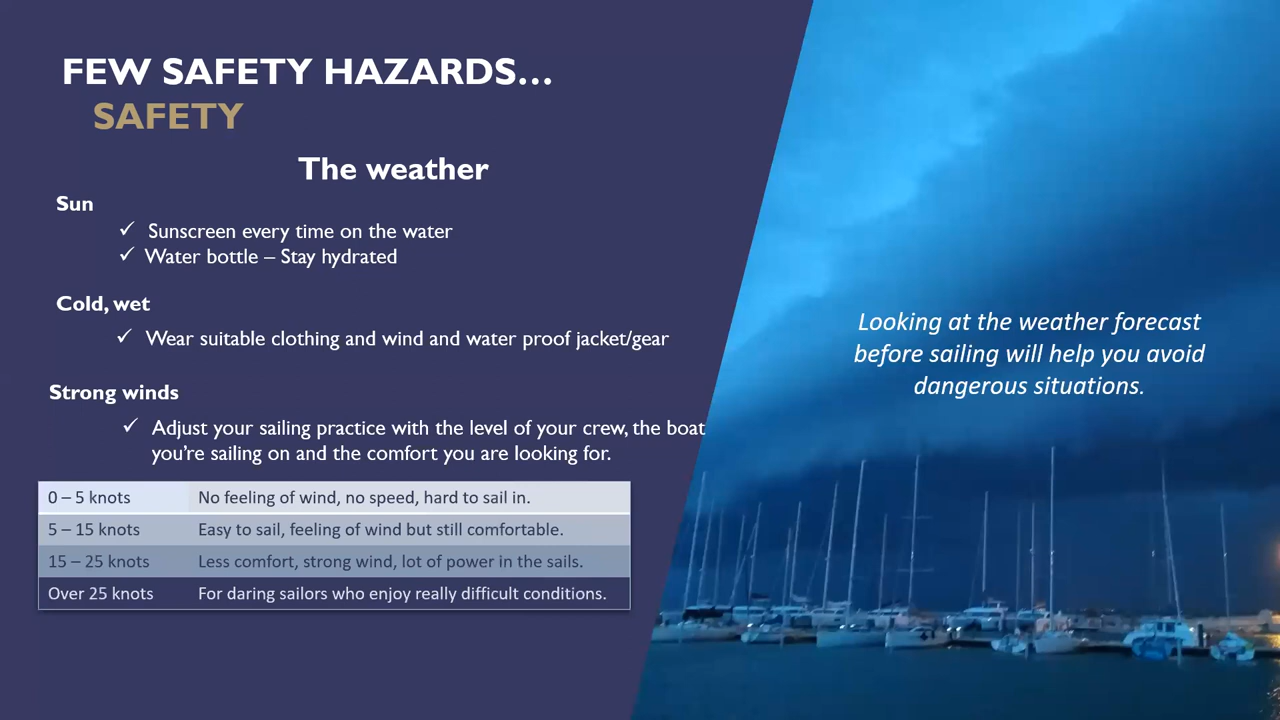 FEW SAFETY HAZARDS...
SAFETY
The weather
Sun
✓ Sunscreen every time on the water
✓ Water bottle – Stay hydrated
Cold, wet
✓ Wear suitable clothing and wind and water proof jacket/gear
Strong winds
✓ Adjust your sailing practice with the level of your crew, the boat
you're sailing on and the comfort you are looking for.
0 – 5 knots No feeling of wind, no speed, hard to sail in.
5 – 15 knots Easy to sail, feeling of wind but still comfortable.
15 – 25 knots Less comfort, strong wind, lot of power in the sails.
Over 25 knots For daring sailors who enjoy really difficult conditions.
Looking at the weather forecast
before sailing will help you avoid
dangerous situations.